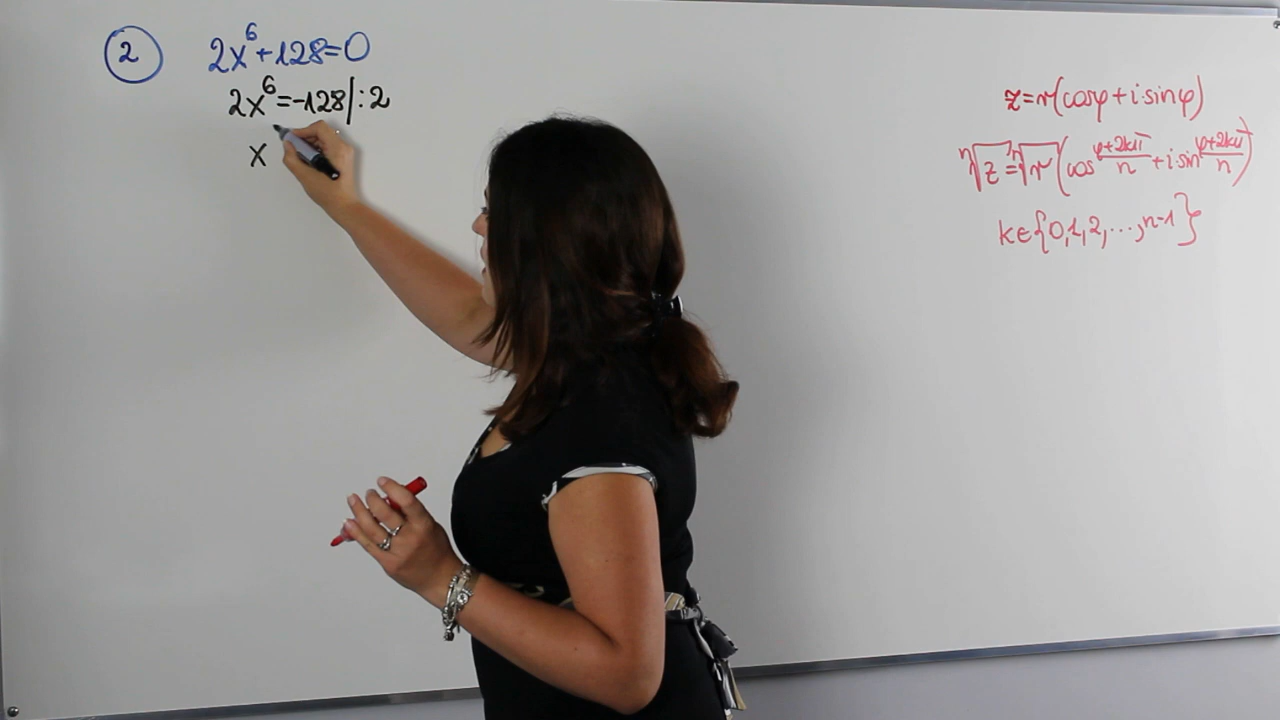 2
2x⁶+128=0
2x⁶=-128|:2
x
z=r(cosφ+i·sinφ)
ⁿ√z=ⁿ√r(cos (φ+2kπ)/n + i·sin (φ+2kπ)/n)
k∈{0,1,2,...,n-1}